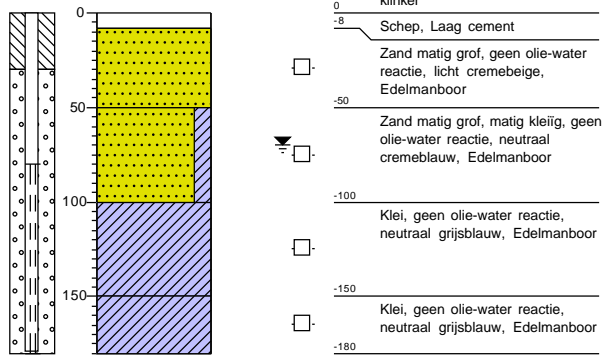 klinker
0
0
-8
Schep, Laag cement
Zand matig grof, geen olie-water
reactie, licht cremebeige,
Edelmanboor
50
-50
Zand matig grof, matig kleiïg, geen
olie-water reactie, neutraal
cremeblauw, Edelmanboor
100
-100
Klei, geen olie-water reactie,
neutraal grijsblauw, Edelmanboor
150
-150
Klei, geen olie-water reactie,
neutraal grijsblauw, Edelmanboor
-180